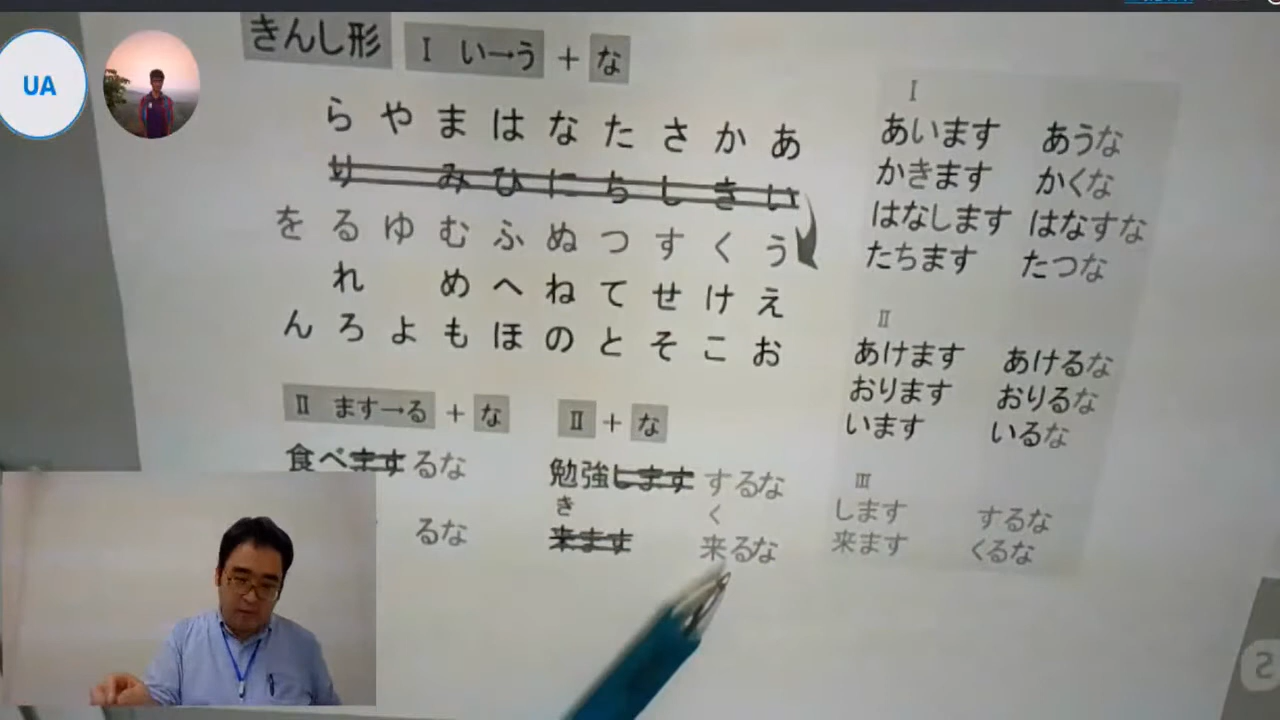 UA
きんし形 Ⅰ い→う + な
らやまはなたさかあ
りみひにちしきい
をるゆむふぬつすくう
れめへねてせけえ
んろよもほのとそこお
Ⅱ ます→る + な
食べまするな
るな
Ⅱ + な
勉強します するな
き く
来ます 来るな
Ⅰ
あいます あうな
かきます かくな
はなします はなすな
たちます たつな
Ⅱ
あけます あけるな
おります おりるな
います いるな
Ⅲ
します するな
来ます くるな